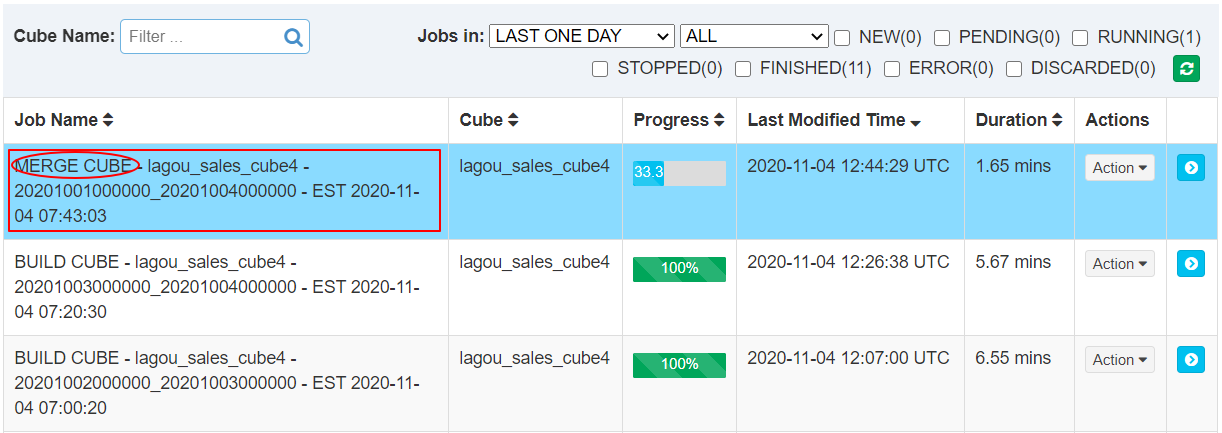 Cube Name: Filter ... Jobs in: LAST ONE DAY ALL NEW(0) PENDING(0) RUNNING(1)
STOPPED(0) FINISHED(11) ERROR(0) DISCARDED(0)
Job Name Cube Progress Last Modified Time Duration Actions
MERGE CUBE - lagou_sales_cube4 - lagou_sales_cube4 33.3 2020-11-04 12:44:29 UTC 1.65 mins Action
20201001000000_20201004000000 - EST 2020-11-
04 07:43:03
BUILD CUBE - lagou_sales_cube4 - lagou_sales_cube4 100% 2020-11-04 12:26:38 UTC 5.67 mins Action
20201003000000_20201004000000 - EST 2020-11-
04 07:20:30
BUILD CUBE - lagou_sales_cube4 - lagou_sales_cube4 100% 2020-11-04 12:07:00 UTC 6.55 mins Action
20201002000000_20201003000000 - EST 2020-11-
04 07:00:20